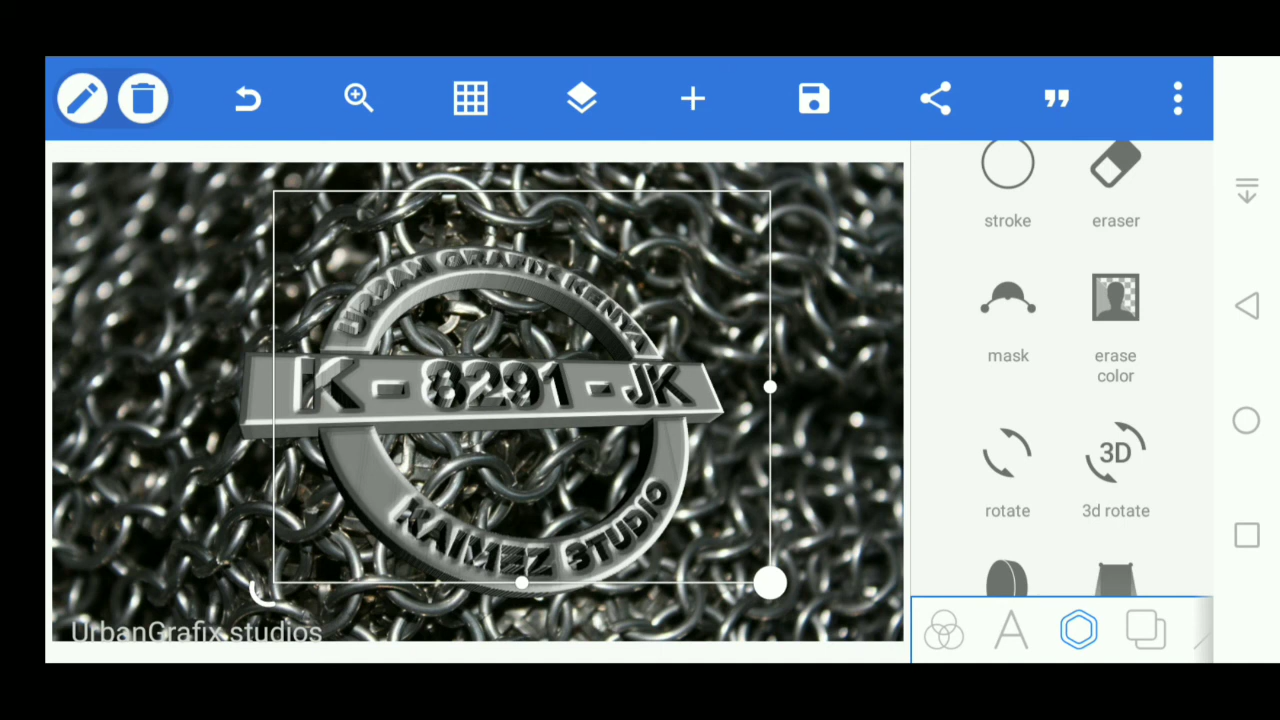 URBAN GRAFIX KENYA
K - 8291 - JK
KAIMEZ STUDIO
UrbanGrafix.studios
stroke
eraser
mask
erase
color
3D
rotate
3d rotate
A